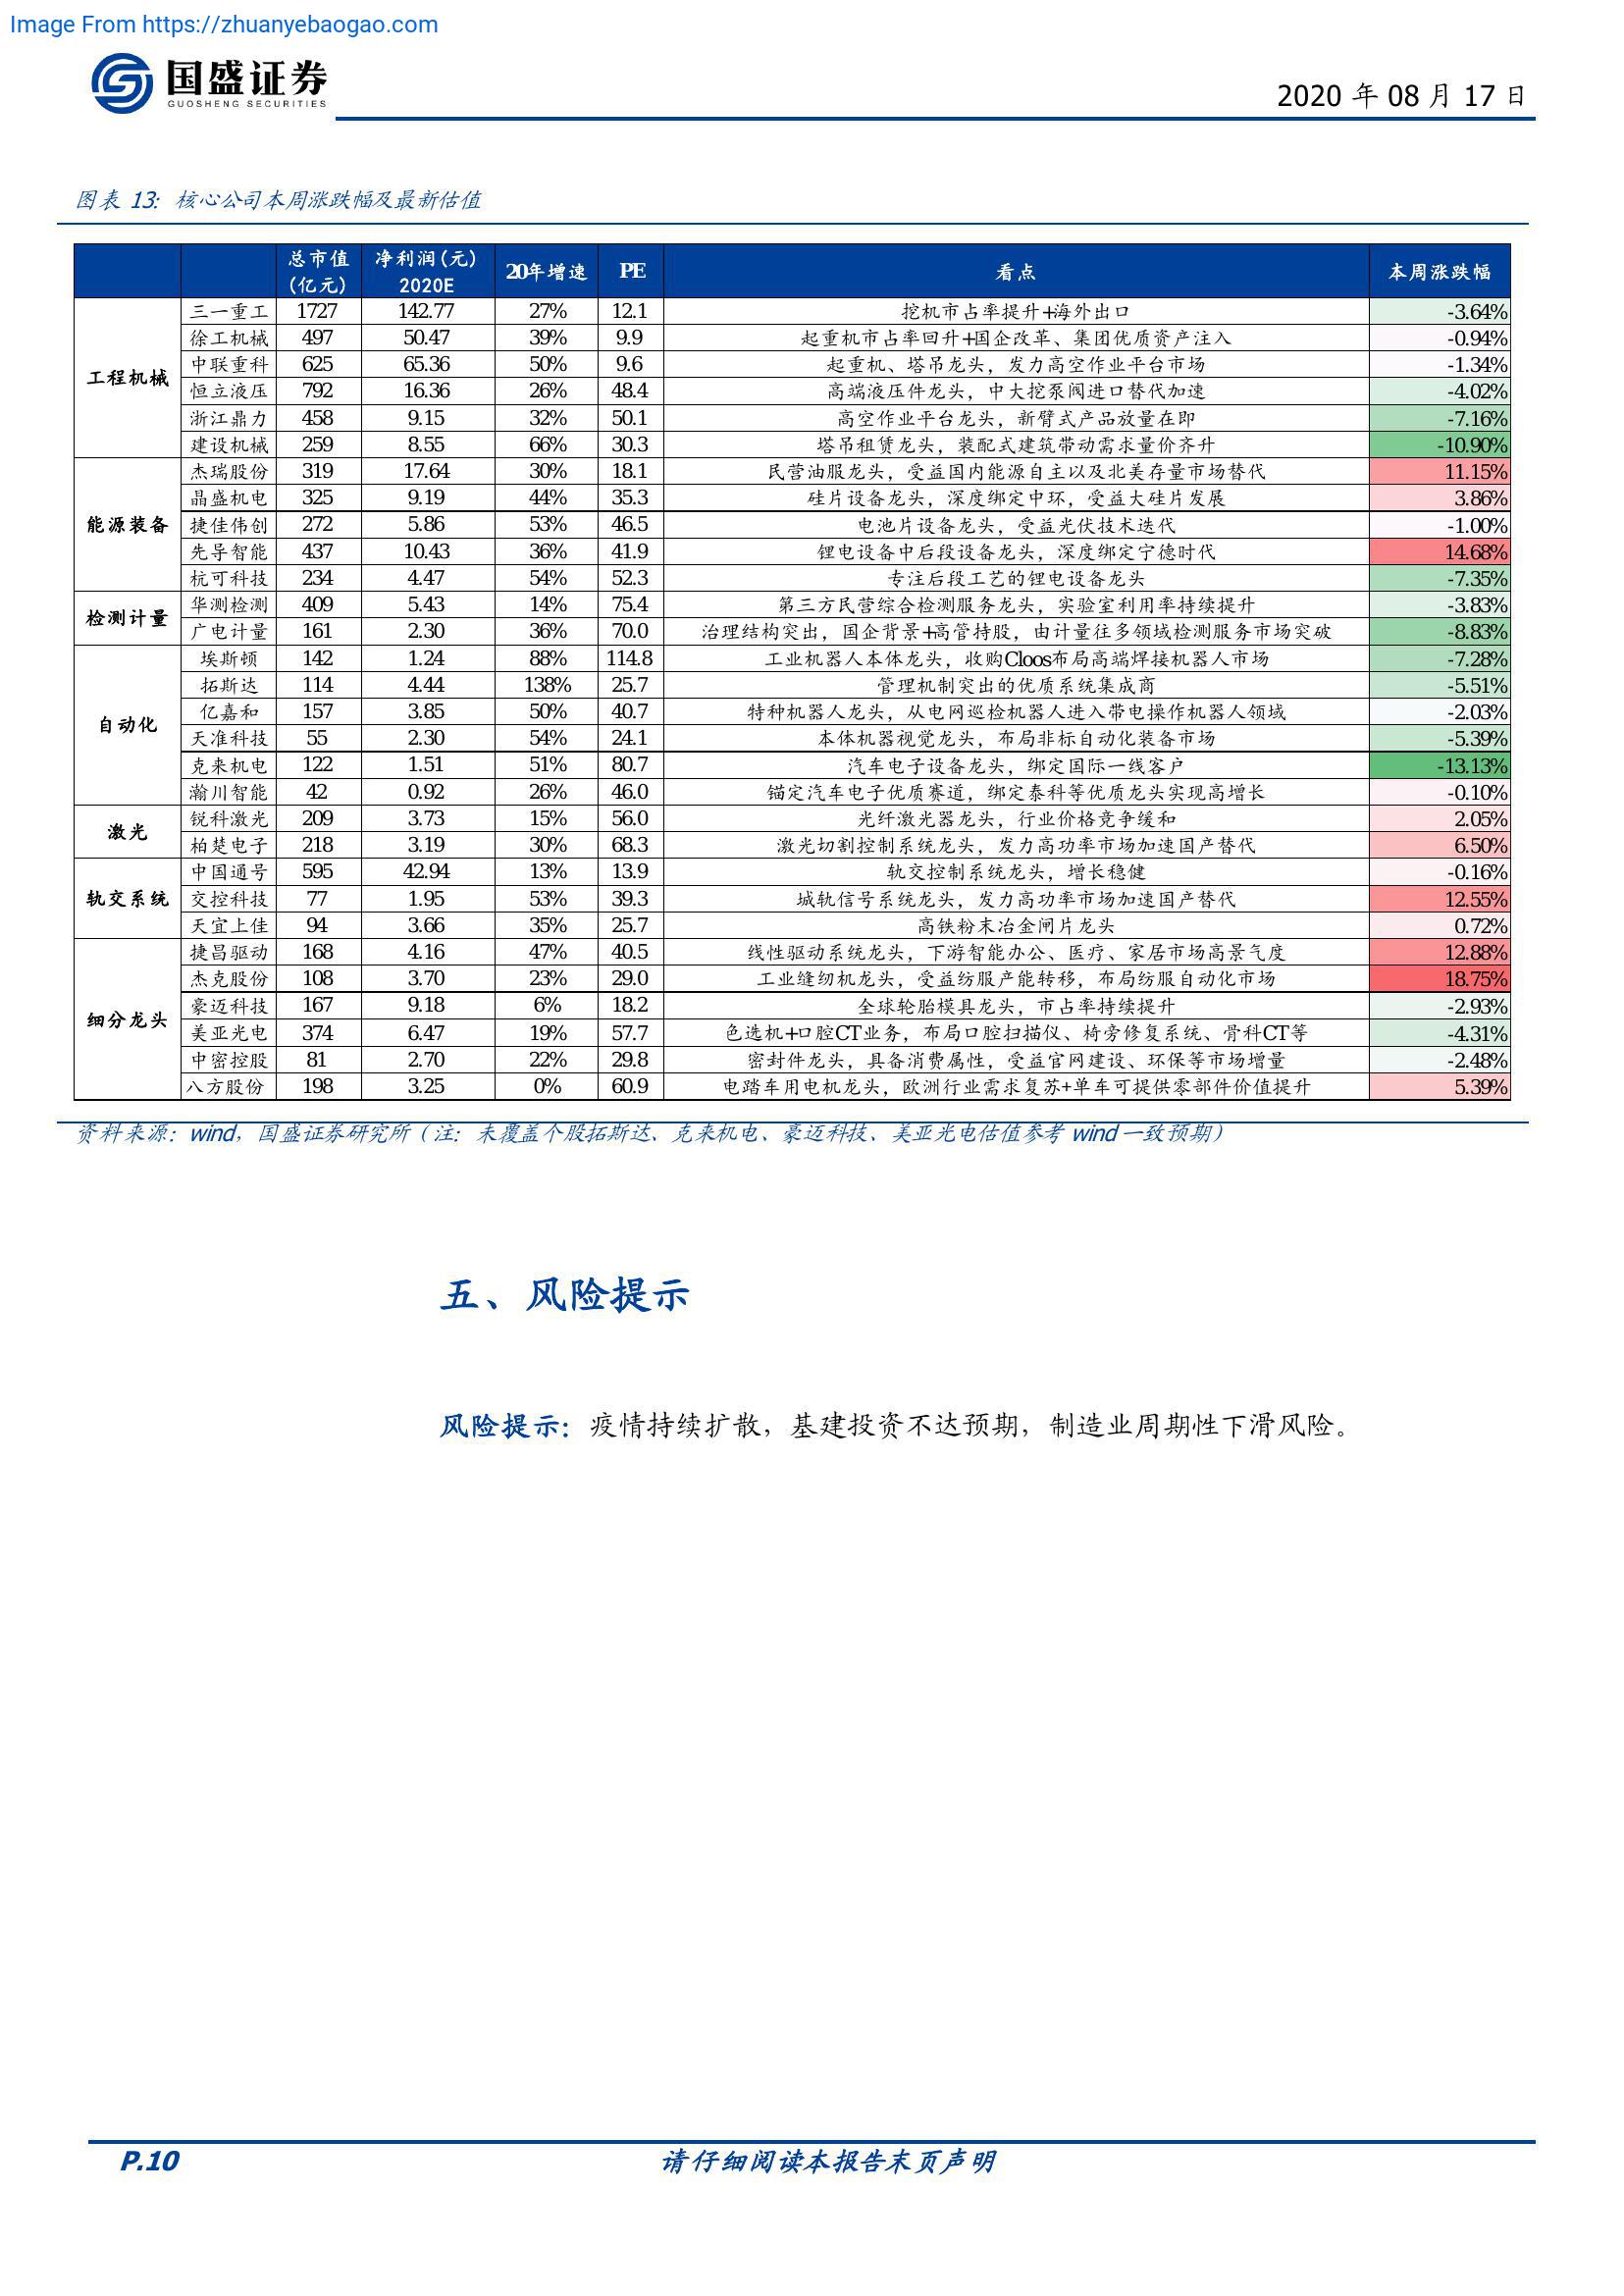 Image From https://zhuanyebaogao.com
国盛证券
GUOSHENG SECURITIES
2020 年 08 月 17 日
图表 13: 核心公司本周涨跌幅及最新估值
总市值(亿元) 净利润(元)2020E 20年增速 PE 看点 本周涨跌幅
工程机械
三一重工 1727 142.77 27% 12.1 挖机市占率提升+海外出口 -3.64%
徐工机械 497 50.47 39% 9.9 起重机市占率回升+国企改革、集团优质资产注入 -0.94%
中联重科 625 65.36 50% 9.6 起重机、塔吊龙头，发力高空作业平台市场 -1.34%
恒立液压 792 16.36 26% 48.4 高端液压件龙头，中大挖泵阀进口替代加速 -4.02%
浙江鼎力 458 9.15 32% 50.1 高空作业平台龙头，新臂式产品放量在即 -7.16%
建设机械 259 8.55 66% 30.3 塔吊租赁龙头，装配式建筑带动需求量价齐升 -10.90%
能源装备
杰瑞股份 319 17.64 30% 18.1 民营油服龙头，受益国内能源自主以及北美存量市场替代 11.15%
晶盛机电 325 9.19 44% 35.3 硅片设备龙头，深度绑定中环，受益大硅片发展 3.86%
捷佳伟创 272 5.86 53% 46.5 电池片设备龙头，受益光伏技术迭代 -1.00%
先导智能 437 10.43 36% 41.9 锂电设备中后段设备龙头，深度绑定宁德时代 14.68%
杭可科技 234 4.47 54% 52.3 专注后段工艺的锂电设备龙头 -7.35%
检测计量
华测检测 409 5.43 14% 75.4 第三方民营综合检测服务龙头，实验室利用率持续提升 -3.83%
广电计量 161 2.30 36% 70.0 治理结构突出，国企背景+高管持股，由计量往多领域检测服务市场突破 -8.83%
自动化
埃斯顿 142 1.24 88% 114.8 工业机器人本体龙头，收购Cloos布局高端焊接机器人市场 -7.28%
拓斯达 114 4.44 138% 25.7 管理机制突出的优质系统集成商 -5.51%
亿嘉和 157 3.85 50% 40.7 特种机器人龙头，从电网巡检机器人进入带电操作机器人领域 -2.03%
天准科技 55 2.30 54% 24.1 本体机器视觉龙头，布局非标自动化装备市场 -5.39%
克来机电 122 1.51 51% 80.7 汽车电子设备龙头，绑定国际一线客户 -13.13%
瀚川智能 42 0.92 26% 46.0 锚定汽车电子优质赛道，绑定泰科等优质龙头实现高增长 -0.10%
激光
锐科激光 209 3.73 15% 56.0 光纤激光器龙头，行业价格竞争缓和 2.05%
柏楚电子 218 3.19 30% 68.3 激光切割控制系统龙头，发力高功率市场加速国产替代 6.50%
轨交系统
中国通号 595 42.94 13% 13.9 轨交控制系统龙头，增长稳健 -0.16%
交控科技 77 1.95 53% 39.3 城轨信号系统龙头，发力高功率市场加速国产替代 12.55%
天宜上佳 94 3.66 35% 25.7 高铁粉末冶金闸片龙头 0.72%
细分龙头
捷昌驱动 168 4.16 47% 40.5 线性驱动系统龙头，下游智能办公、医疗、家居市场高景气度 12.88%
杰克股份 108 3.70 23% 29.0 工业缝纫机龙头，受益纺服产能转移，布局纺服自动化市场 18.75%
豪迈科技 167 9.18 6% 18.2 全球轮胎模具龙头，市占率持续提升 -2.93%
美亚光电 374 6.47 19% 57.7 色选机+口腔CT业务，布局口腔扫描仪、椅旁修复系统、骨科CT等 -4.31%
中密控股 81 2.70 22% 29.8 密封件龙头，具备消费属性，受益官网建设、环保等市场增量 -2.48%
八方股份 198 3.25 0% 60.9 电踏车用电机龙头，欧洲行业需求复苏+单车可提供零部件价值提升 5.39%
资料来源：wind，国盛证券研究所（注：未覆盖个股拓斯达、克来机电、豪迈科技、美亚光电估值参考 wind 一致预期）
五、风险提示
风险提示：疫情持续扩散，基建投资不达预期，制造业周期性下滑风险。
P.10
请仔细阅读本报告末页声明